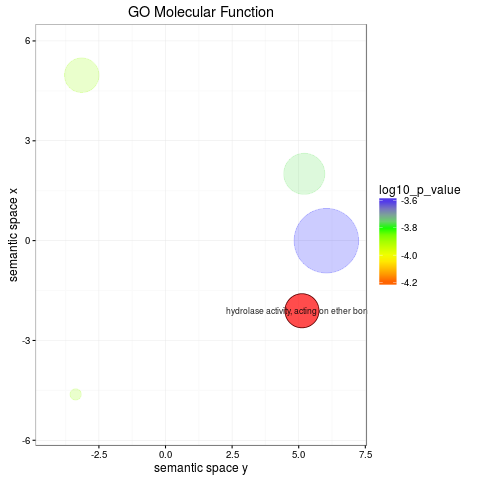 GO Molecular Function
6
3
0
-3
-6
semantic space x
hydrolase activity, acting on ether bon
-2.5
0.0
2.5
5.0
7.5
semantic space y
log10_p_value
-3.6
-3.8
-4.0
-4.2